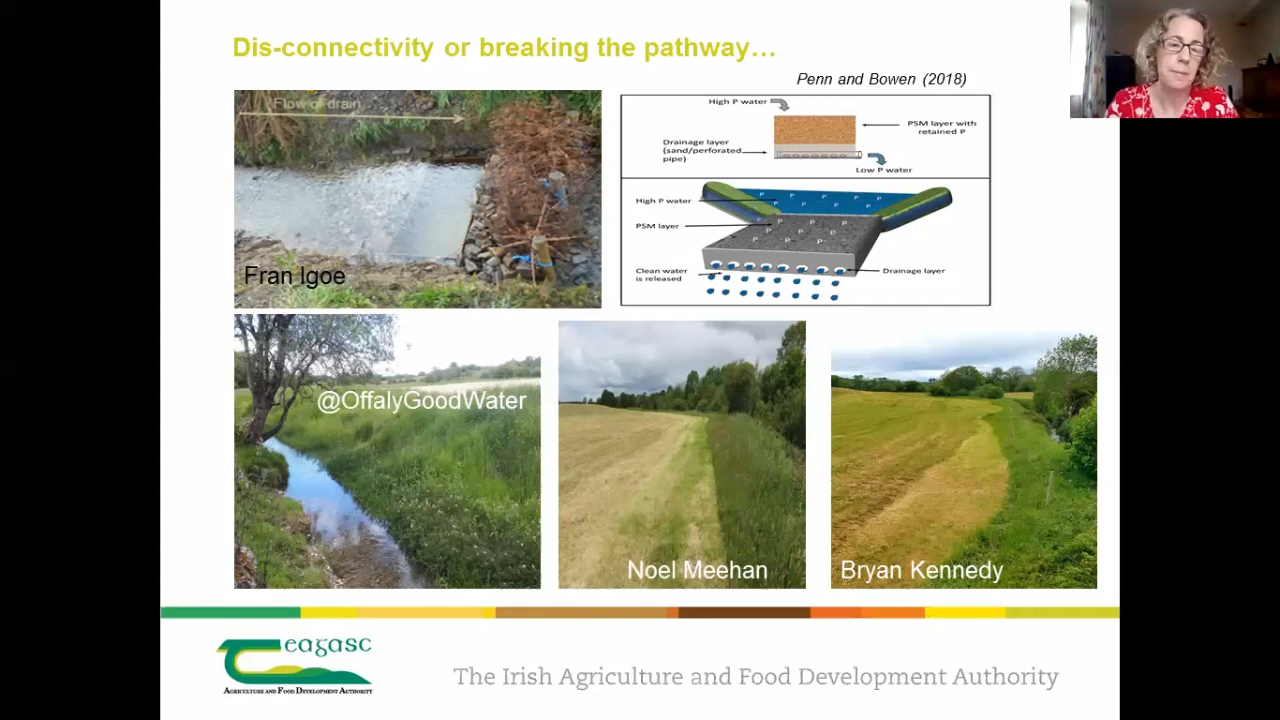 Dis-connectivity or breaking the pathway…
Penn and Bowen (2018)
Flow of drain
Fran Igoe
High P water
PSM layer with
retained P
Drainage layer
(sand/perforated
pipe)
Low P water
High P water
P P P P P P P P
PSM layer
P P P P P P P P
Clean water
is released
Drainage layer
@OffalyGoodWater
Noel Meehan
Bryan Kennedy
eagasc
Agriculture and Food Development Authority
The Irish Agriculture and Food Development Authority